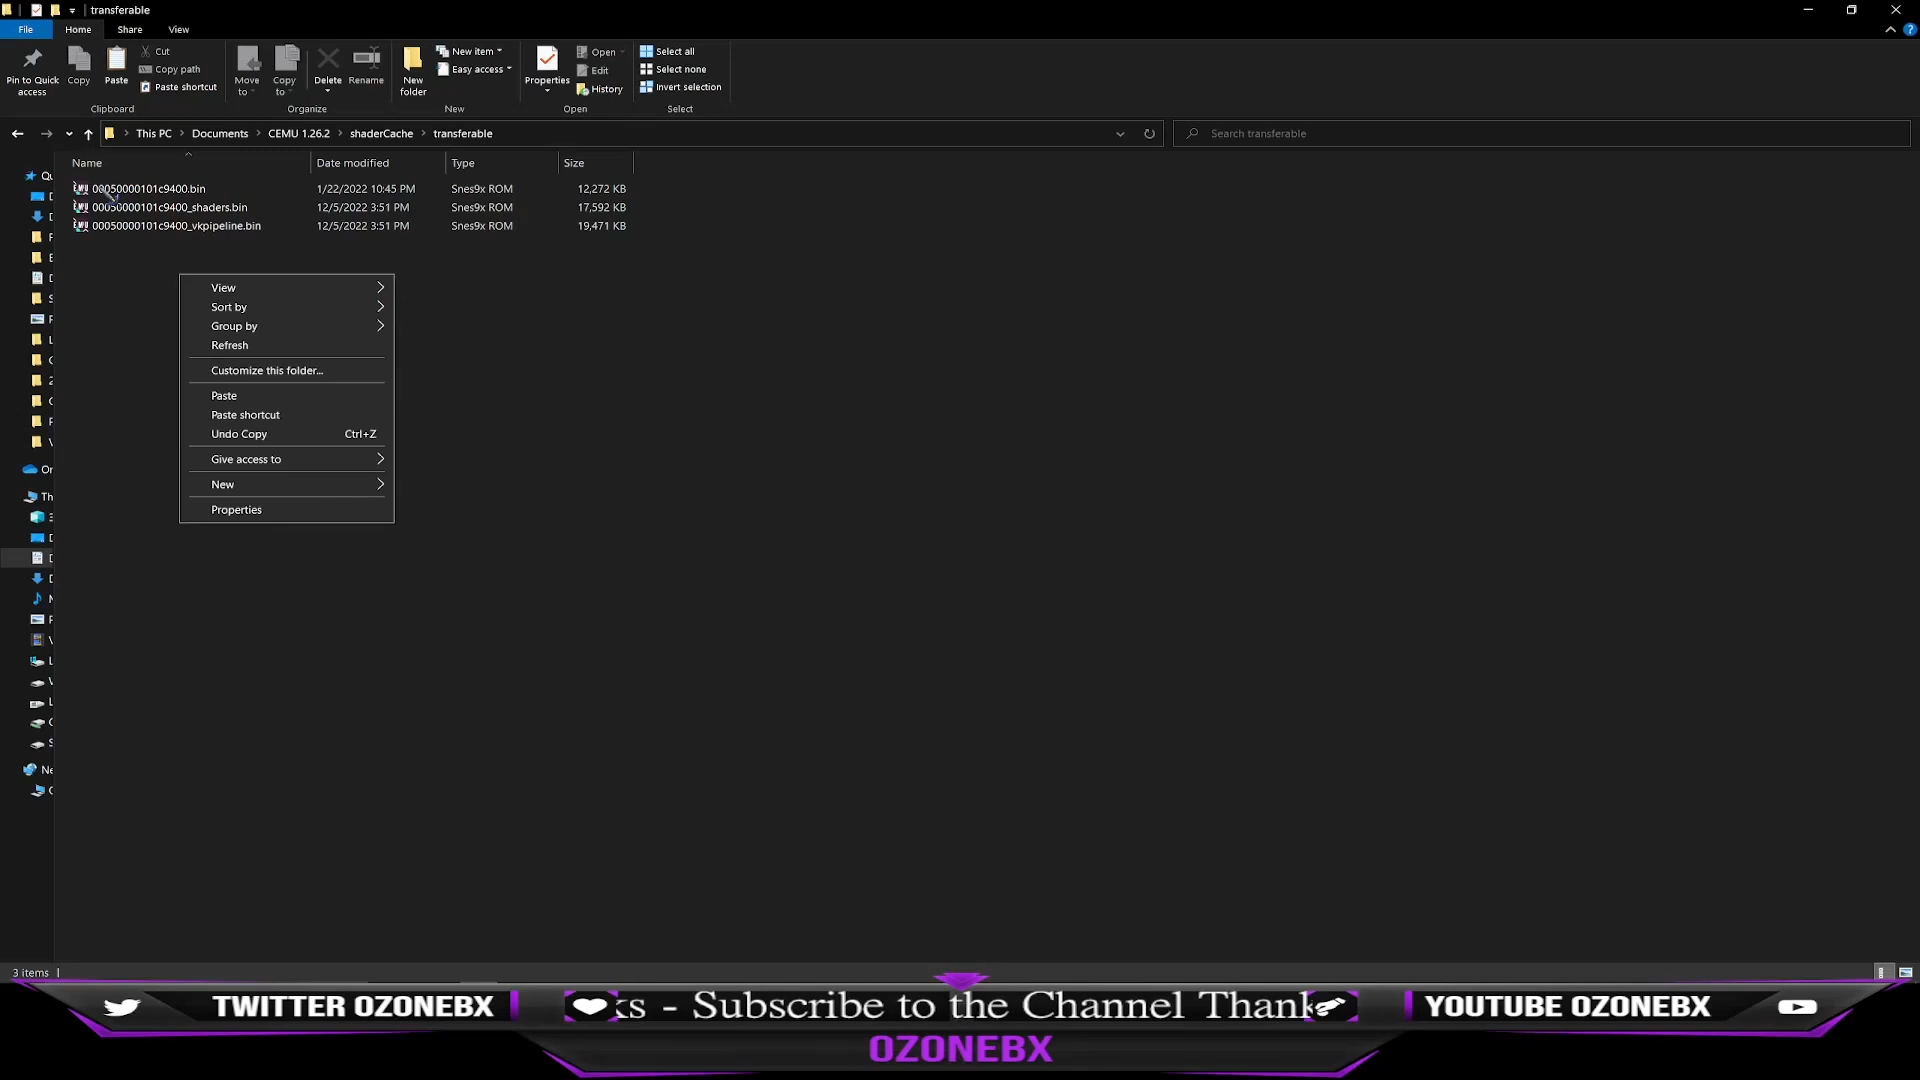 transferable
File Home Share View
Pin to Quick access
Copy
Paste
Cut
Copy path
Paste shortcut
Clipboard
Move to
Copy to
Delete
Rename
Organize
New folder
New item
Easy access
New
Properties
Open
Edit
History
Open
Select all
Select none
Invert selection
Select
This PC > Documents > CEMU 1.26.2 > shaderCache > transferable
Search transferable
Name Date modified Type Size
00050000101c9400.bin 1/22/2022 10:45 PM Snes9x ROM 12,272 KB
00050000101c9400_shaders.bin 12/5/2022 3:51 PM Snes9x ROM 17,592 KB
00050000101c9400_vkpipeline.bin 12/5/2022 3:51 PM Snes9x ROM 19,471 KB
View
Sort by
Group by
Refresh
Customize this folder...
Paste
Paste shortcut
Undo Copy Ctrl+Z
Give access to
New
Properties
3 items
TWITTER OZONEBX
ks - Subscribe to the Channel Thank
YOUTUBE OZONEBX
OZONEBX